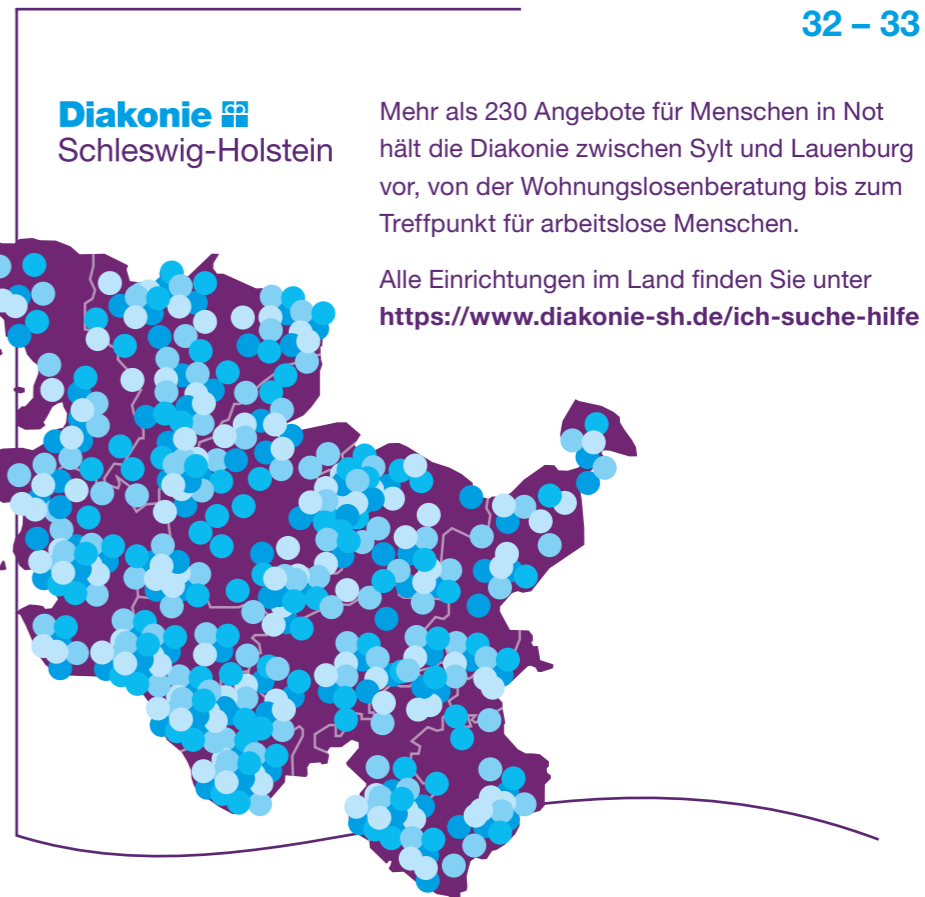 32 – 33
Diakonie
Schleswig-Holstein
Mehr als 230 Angebote für Menschen in Not
hält die Diakonie zwischen Sylt und Lauenburg
vor, von der Wohnungslosenberatung bis zum
Treffpunkt für arbeitslose Menschen.
Alle Einrichtungen im Land finden Sie unter
https://www.diakonie-sh.de/ich-suche-hilfe